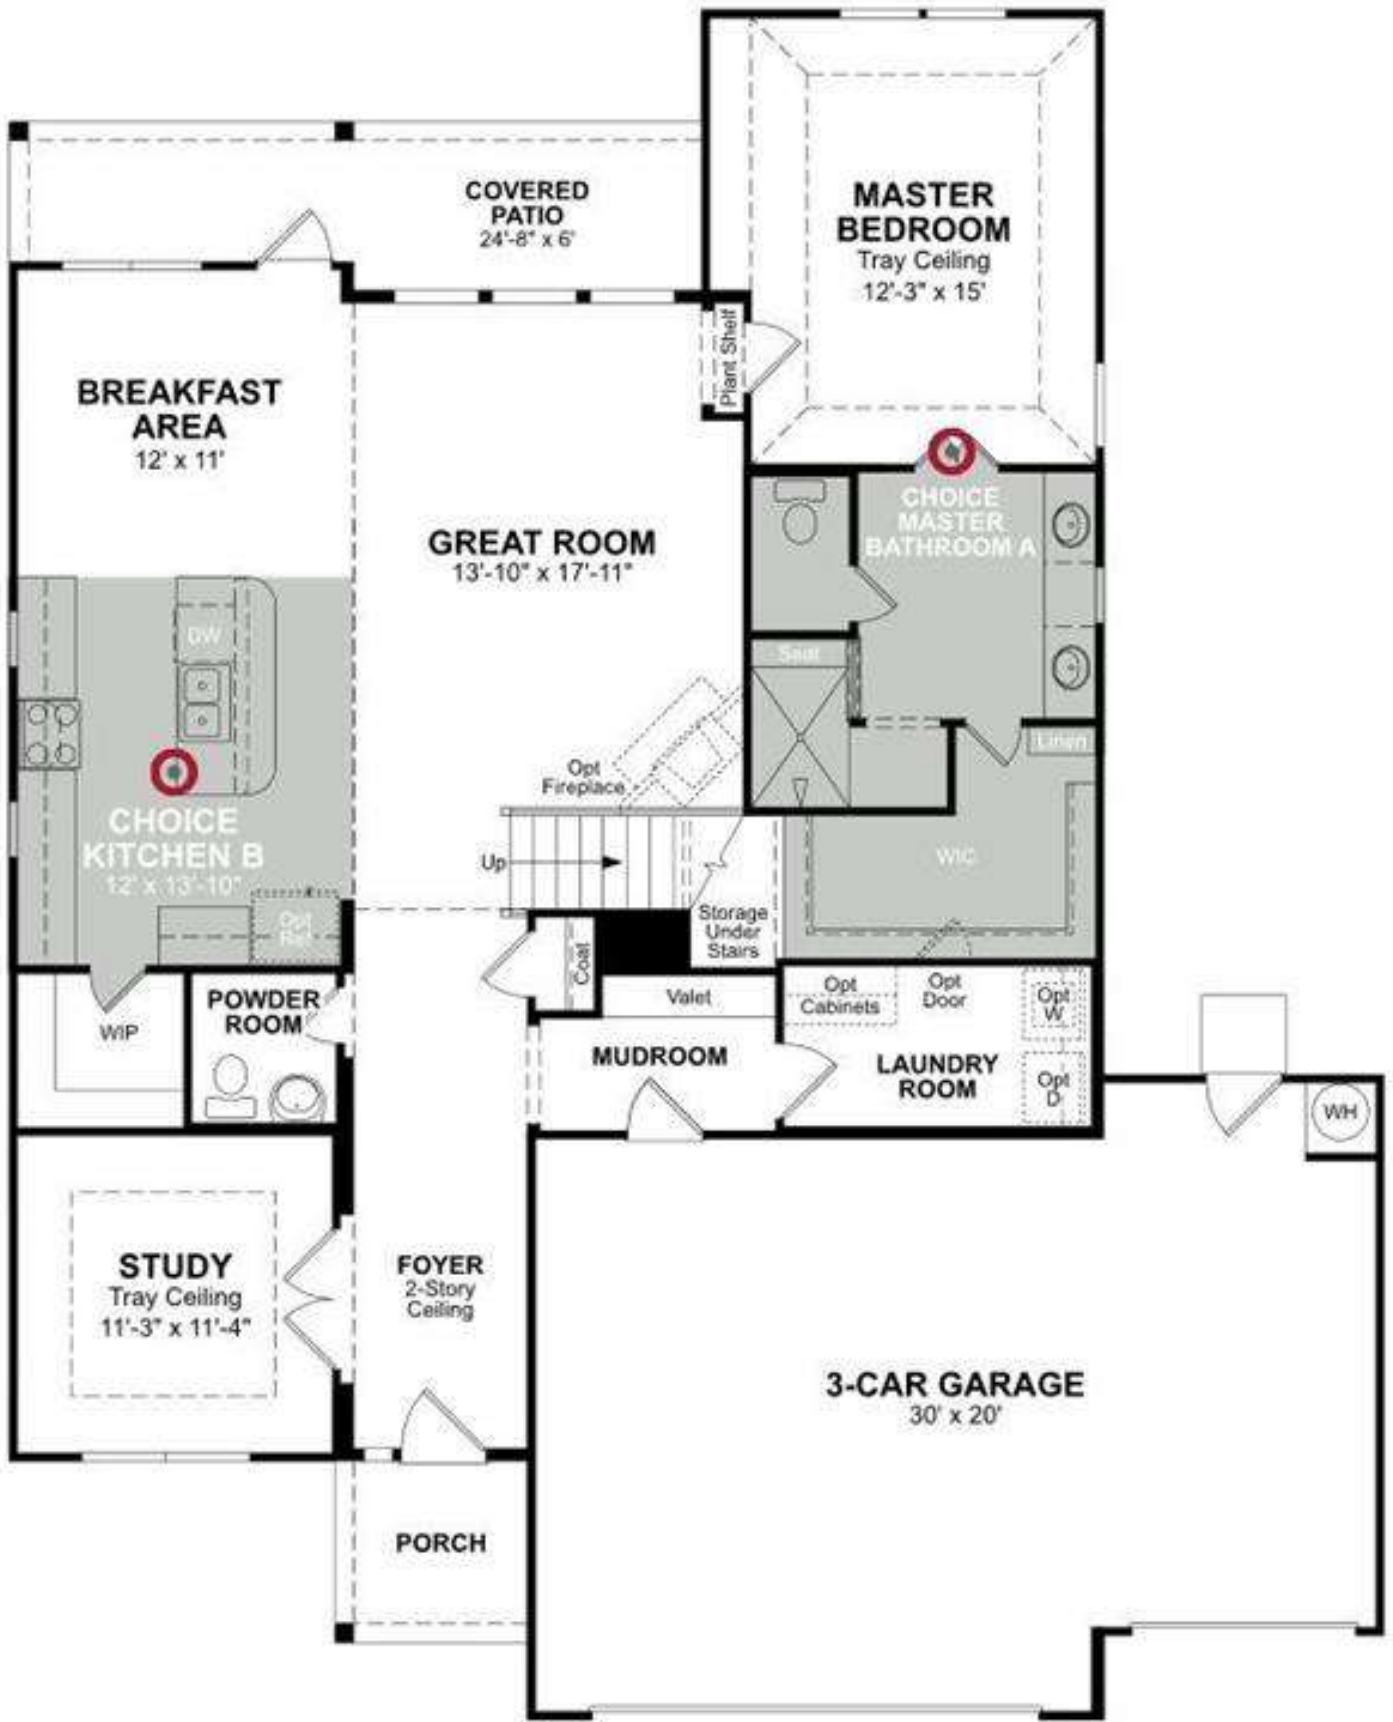 COVERED
PATIO
24'-8" x 6'
MASTER
BEDROOM
Tray Ceiling
12'-3" x 15'
Plant Shelf
BREAKFAST
AREA
12' x 11'
GREAT ROOM
13'-10" x 17'-11"
CHOICE
MASTER
BATHROOM A
DW
Seat
Linen
Opt
Fireplace
CHOICE
KITCHEN B
12' x 13'-10"
Opt
Ref
Up
WIC
Storage
Under
Stairs
Coat
WIP
POWDER
ROOM
Valet
MUDROOM
Opt
Cabinets
Opt
Door
Opt
W
LAUNDRY
ROOM
Opt
D
WH
STUDY
Tray Ceiling
11'-3" x 11'-4"
FOYER
2-Story
Ceiling
3-CAR GARAGE
30' x 20'
PORCH